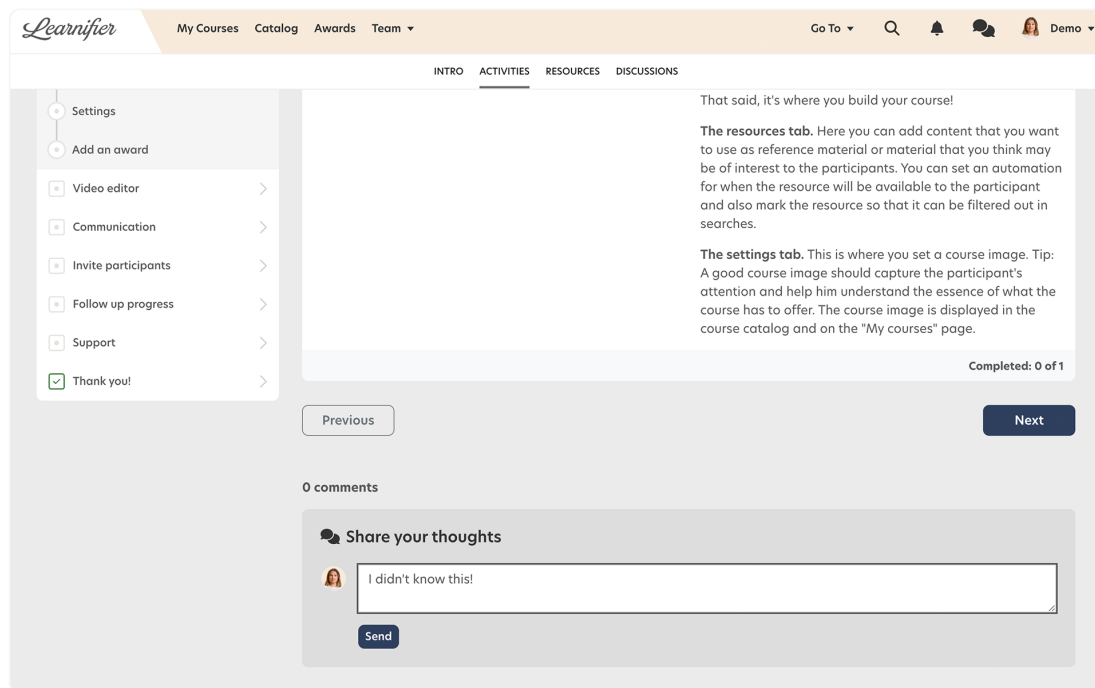 Learnifier
My Courses Catalog Awards Team Go To Demo
INTRO ACTIVITIES RESOURCES DISCUSSIONS
Settings
Add an award
Video editor
Communication
Invite participants
Follow up progress
Support
Thank you!
That said, it's where you build your course!
The resources tab. Here you can add content that you want
to use as reference material or material that you think may
be of interest to the participants. You can set an automation
for when the resource will be available to the participant
and also mark the resource so that it can be filtered out in
searches.
The settings tab. This is where you set a course image. Tip:
A good course image should capture the participant's
attention and help him understand the essence of what the
course has to offer. The course image is displayed in the
course catalog and on the "My courses" page.
Completed: 0 of 1
Previous Next
0 comments
Share your thoughts
I didn't know this!
Send